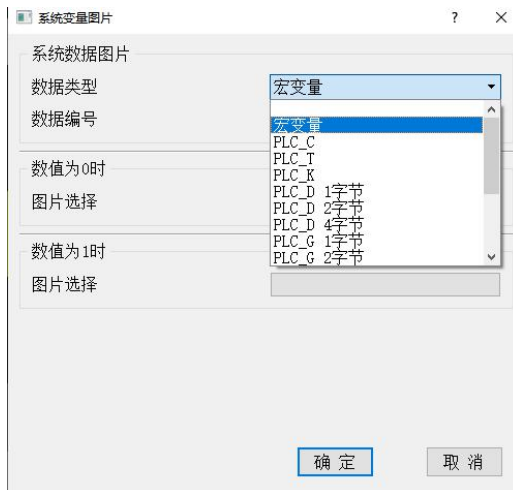 系统变量图片
系统数据图片
数据类型
宏变量
数据编号
宏变量
PLC_C
PLC_T
PLC_K
PLC_D 1字节
PLC_D 2字节
PLC_D 4字节
PLC_G 1字节
PLC_G 2字节
数值为0时
图片选择
数值为1时
图片选择
确 定
取 消